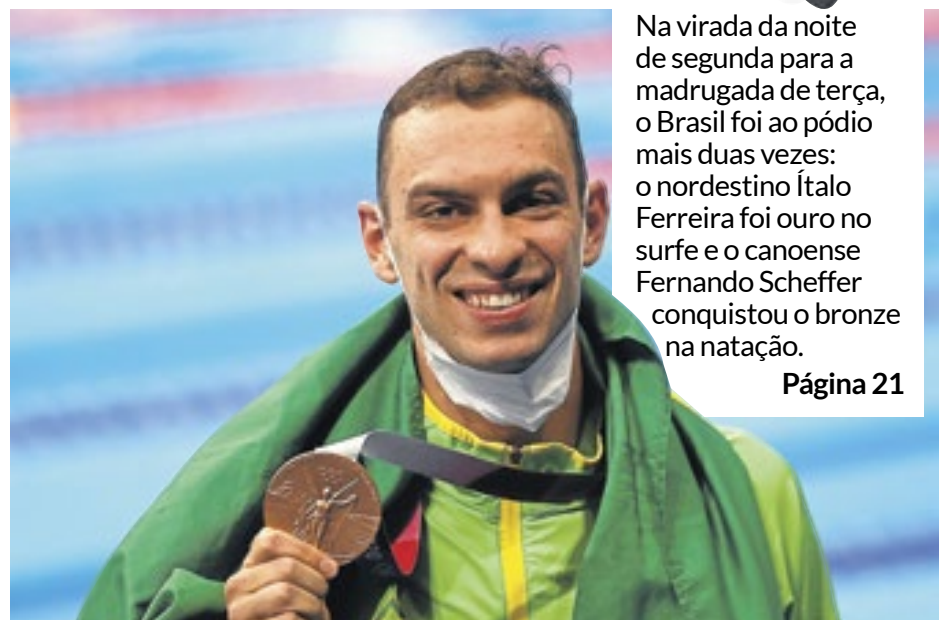 Na virada da noite
de segunda para a
madrugada de terça,
o Brasil foi ao pódio
mais duas vezes:
o nordestino Ítalo
Ferreira foi ouro no
surfe e o canoense
Fernando Scheffer
conquistou o bronze
na natação.
Página 21